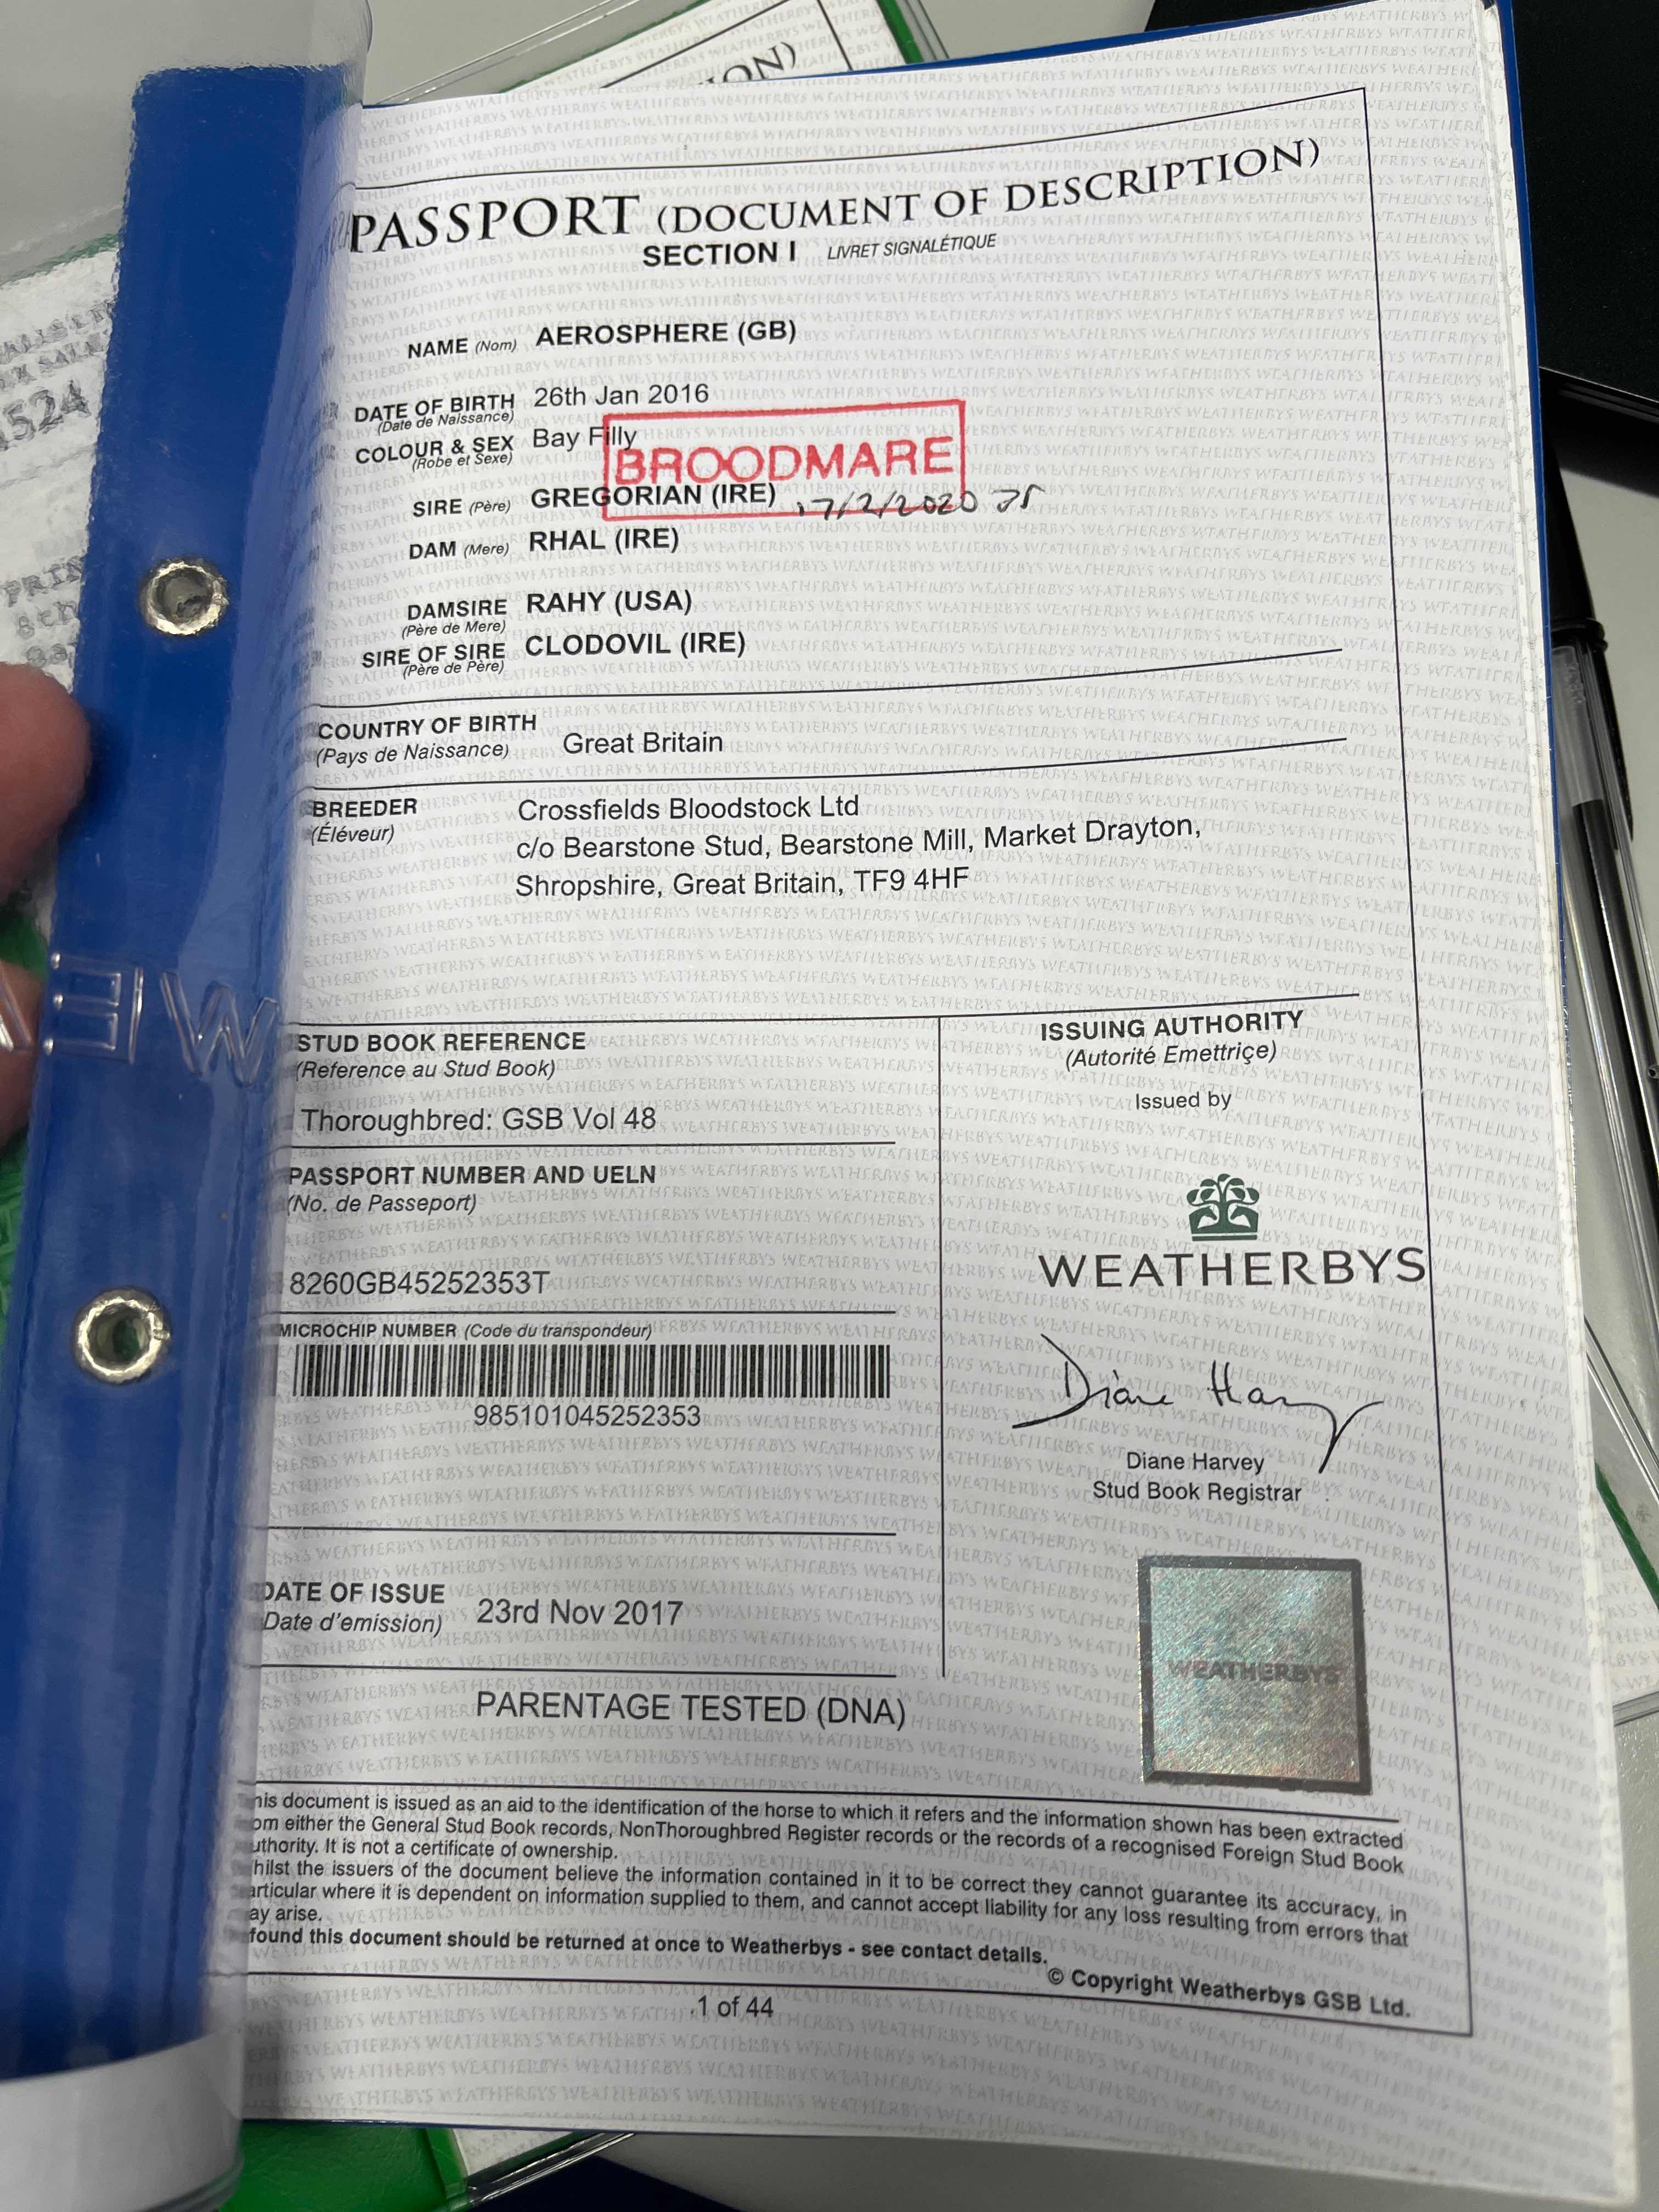 ON)
PASSPORT (DOCUMENT OF DESCRIPTION)
SECTION I LIVRET SIGNALÉTIQUE
NAME (Nom) AEROSPHERE (GB)
DATE OF BIRTH 26th Jan 2016
(Date de Naissance)
COLOUR & SEX Bay Filly
(Robe et Sexe)
BROODMARE
SIRE (Père) GREGORIAN (IRE) 17/2/2020
DAM (Mere) RHAL (IRE)
DAMSIRE RAHY (USA)
(Père de Mere)
SIRE OF SIRE CLODOVIL (IRE)
(Père de Père)
COUNTRY OF BIRTH
(Pays de Naissance) Great Britain
BREEDER Crossfields Bloodstock Ltd
(Éléveur) c/o Bearstone Stud, Bearstone Mill, Market Drayton,
Shropshire, Great Britain, TF9 4HF
STUD BOOK REFERENCE
(Reference au Stud Book)
Thoroughbred: GSB Vol 48
PASSPORT NUMBER AND UELN
(No. de Passeport)
8260GB45252353T
MICROCHIP NUMBER (Code du transpondeur)
985101045252353
DATE OF ISSUE 23rd Nov 2017
(Date d'emission)
PARENTAGE TESTED (DNA)
ISSUING AUTHORITY
(Autorité Emettriçe)
Issued by
WEATHERBYS
Diane Harvey
Diane Harvey
Stud Book Registrar
WEATHERBYS
his document is issued as an aid to the identification of the horse to which it refers and the information shown has been extracted
om either the General Stud Book records, NonThoroughbred Register records or the records of a recognised Foreign Stud Book
uthority. It is not a certificate of ownership.
hilst the issuers of the document believe the information contained in it to be correct they cannot guarantee its accuracy, in
articular where it is dependent on information supplied to them, and cannot accept liability for any loss resulting from errors that
ay arise.
found this document should be returned at once to Weatherbys - see contact details.
© Copyright Weatherbys GSB Ltd.
1 of 44